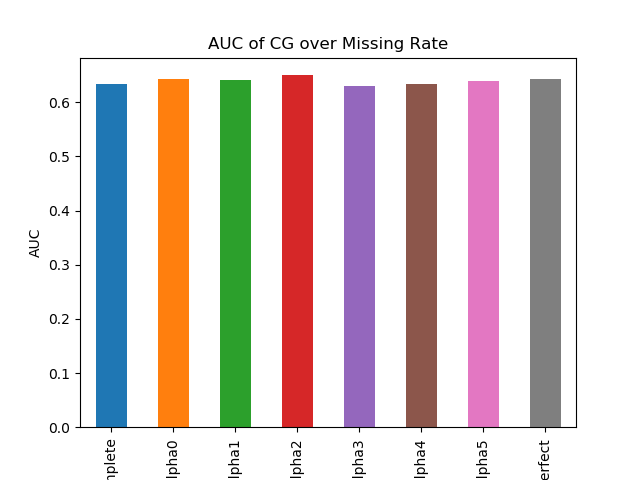 AUC of CG over Missing Rate
AUC
0.6
0.5
0.4
0.3
0.2
0.1
0.0
nplete
lpha0
lpha1
lpha2
lpha3
lpha4
lpha5
erfect